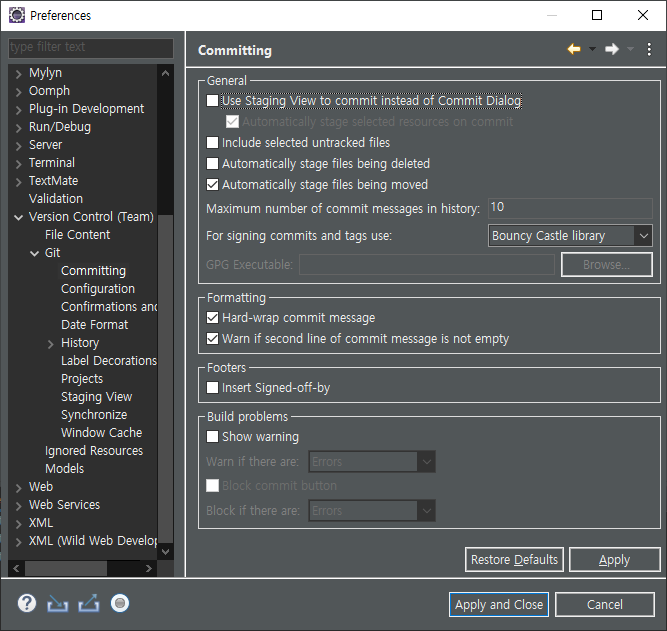 Preferences
type filter text
Mylyn
Oomph
Plug-in Development
Run/Debug
Server
Terminal
TextMate
Validation
Version Control (Team)
File Content
Git
Committing
Configuration
Confirmations and
Date Format
History
Label Decorations
Projects
Staging View
Synchronize
Window Cache
Ignored Resources
Models
Web
Web Services
XML
XML (Wild Web Develop
Committing
General
Use Staging View to commit instead of Commit Dialog
Automatically stage selected resources on commit
Include selected untracked files
Automatically stage files being deleted
Automatically stage files being moved
Maximum number of commit messages in history: 10
For signing commits and tags use: Bouncy Castle library
GPG Executable: Browse...
Formatting
Hard-wrap commit message
Warn if second line of commit message is not empty
Footers
Insert Signed-off-by
Build problems
Show warning
Warn if there are: Errors
Block commit button
Block if there are: Errors
Restore Defaults Apply
Apply and Close Cancel